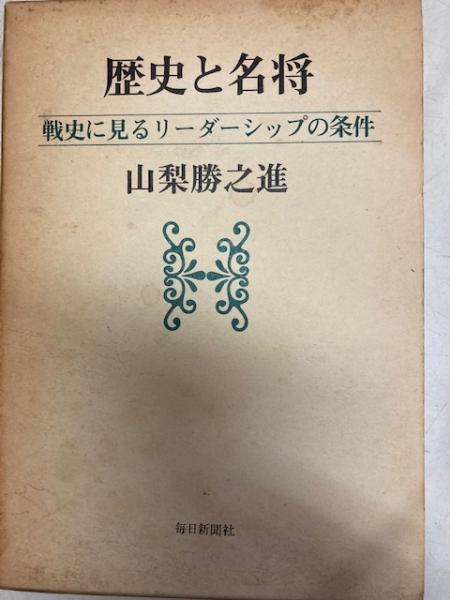 歴史と名将
戦史に見るリーダーシップの条件
山梨勝之進
毎日新聞社